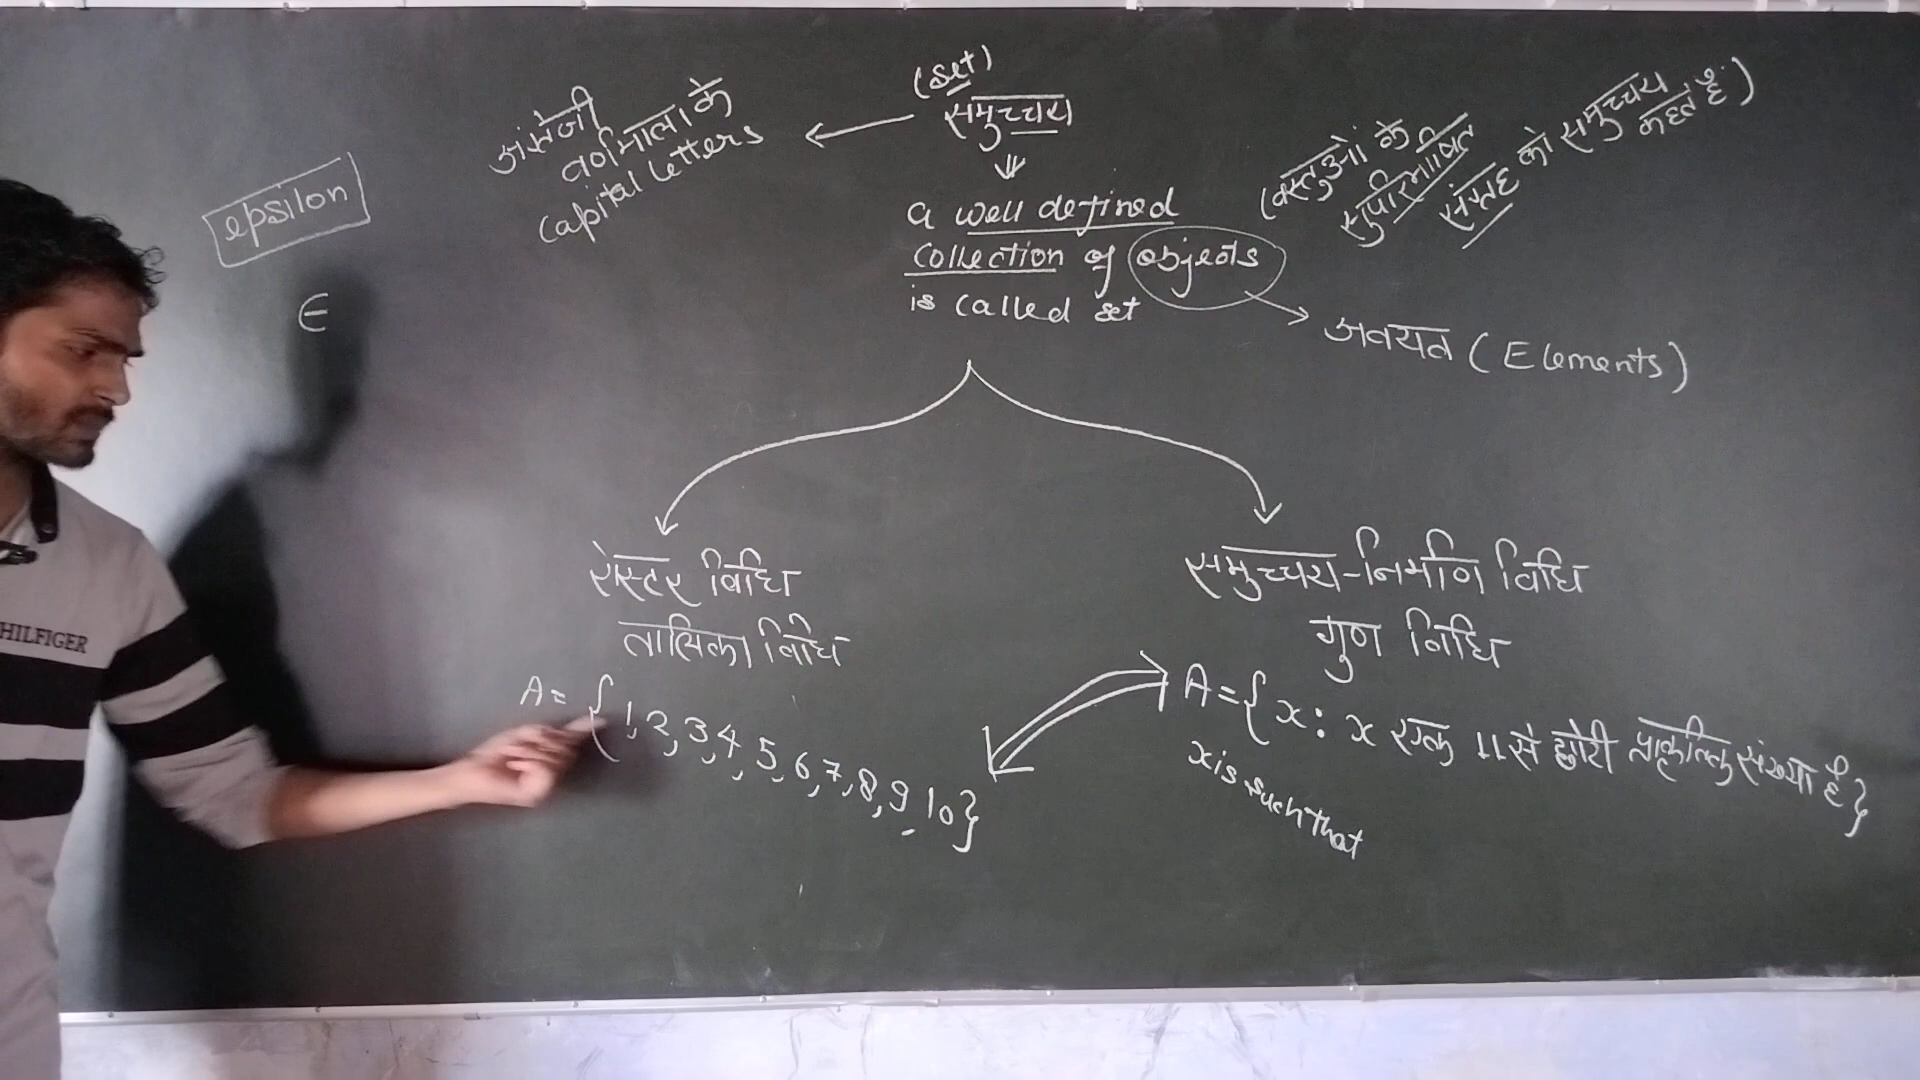 (set)
समुच्चय
अंग्रेजी
वर्णमाला के
capital letters
epsilon
∈
a well defined
collection of objects
is called set
(वस्तुओं के
सुपरिभाषित
संग्रह को समुच्चय
कहते हैं)
अवयव (Elements)
रोस्टर विधि
तालिका विधि
A = {1, 2, 3, 4, 5, 6, 7, 8, 9, 10}
समुच्चय-निर्माण विधि
गुण विधि
A = {x : x एक 11 से छोटी प्राकृतिक संख्या है}
x is such that
HILFIGER